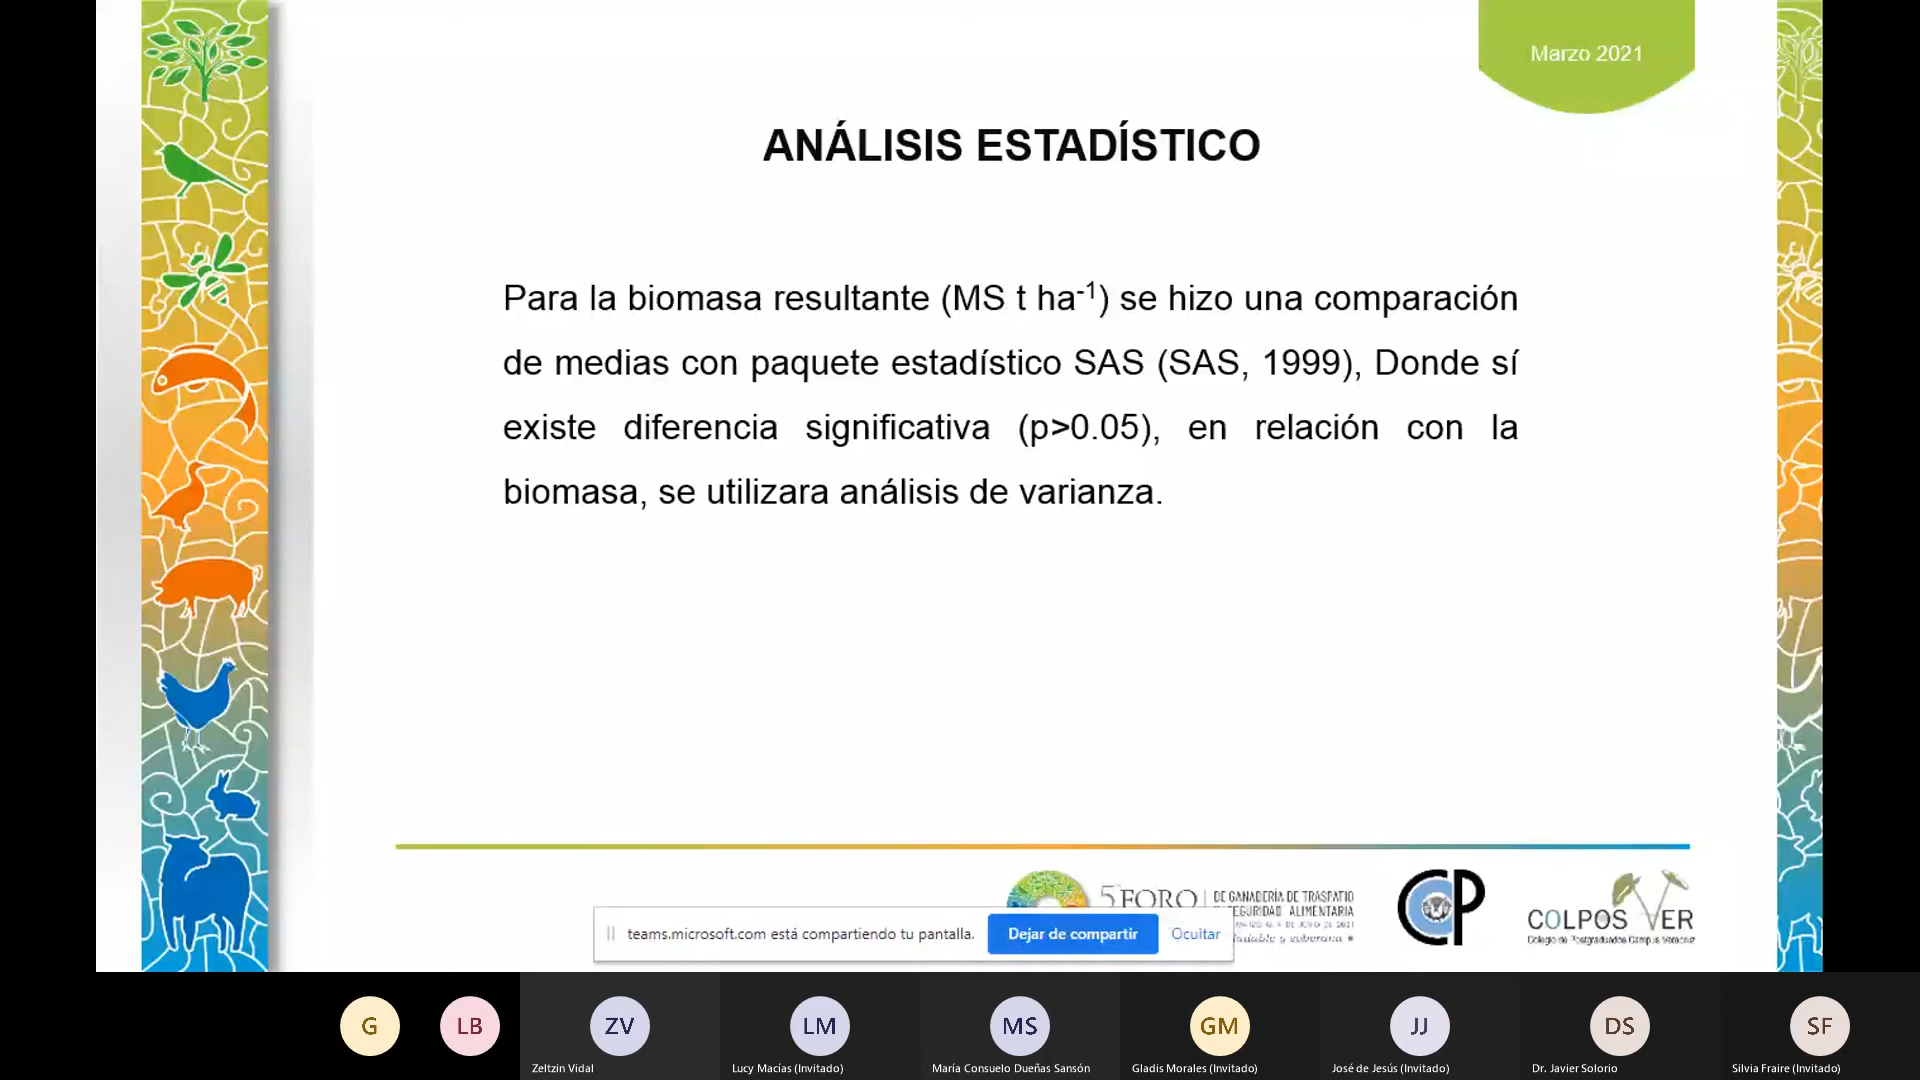 Marzo 2021
ANÁLISIS ESTADÍSTICO
Para la biomasa resultante (MS t ha-1) se hizo una comparación
de medias con paquete estadístico SAS (SAS, 1999), Donde sí
existe diferencia significativa (p>0.05), en relación con la
biomasa, se utilizara análisis de varianza.
5 FORO
DE GANADERÍA DE TRASPATIO
SEGURIDAD ALIMENTARIA
saludable y soberana
CP
COLPOS VER
Colegio de Postgraduados Campus Veracruz
teams.microsoft.com está compartiendo tu pantalla.
Dejar de compartir
Ocultar
G
LB
ZV
LM
MS
GM
JJ
DS
SF
Zeltzin Vidal
Lucy Macías (Invitado)
María Consuelo Dueñas Sansón
Gladis Morales (Invitado)
José de Jesús (Invitado)
Dr. Javier Solorio
Silvia Fraire (Invitado)